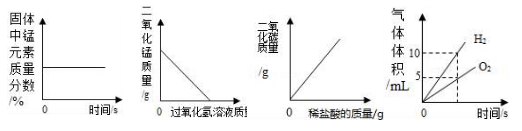 固体
中锰
元素
质量
分数
/%
0
时间/s
二
氧
化
锰
质
量
/g
0
过氧化氢溶液质量
二氧
化碳
质量
/g
0
稀盐酸的质量/g
气
体
体
积
/mL
10
5
H₂
O₂
0
时间/s